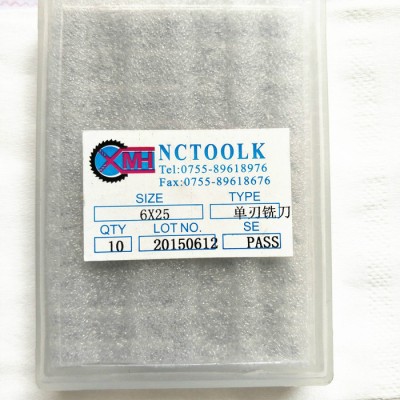 XMH
NCTOOLK
Tel:0755-89618976
Fax:0755-89618676
SIZE TYPE
6X25 单刃铣刀
QTY LOT NO. SE
10 20150612 PASS